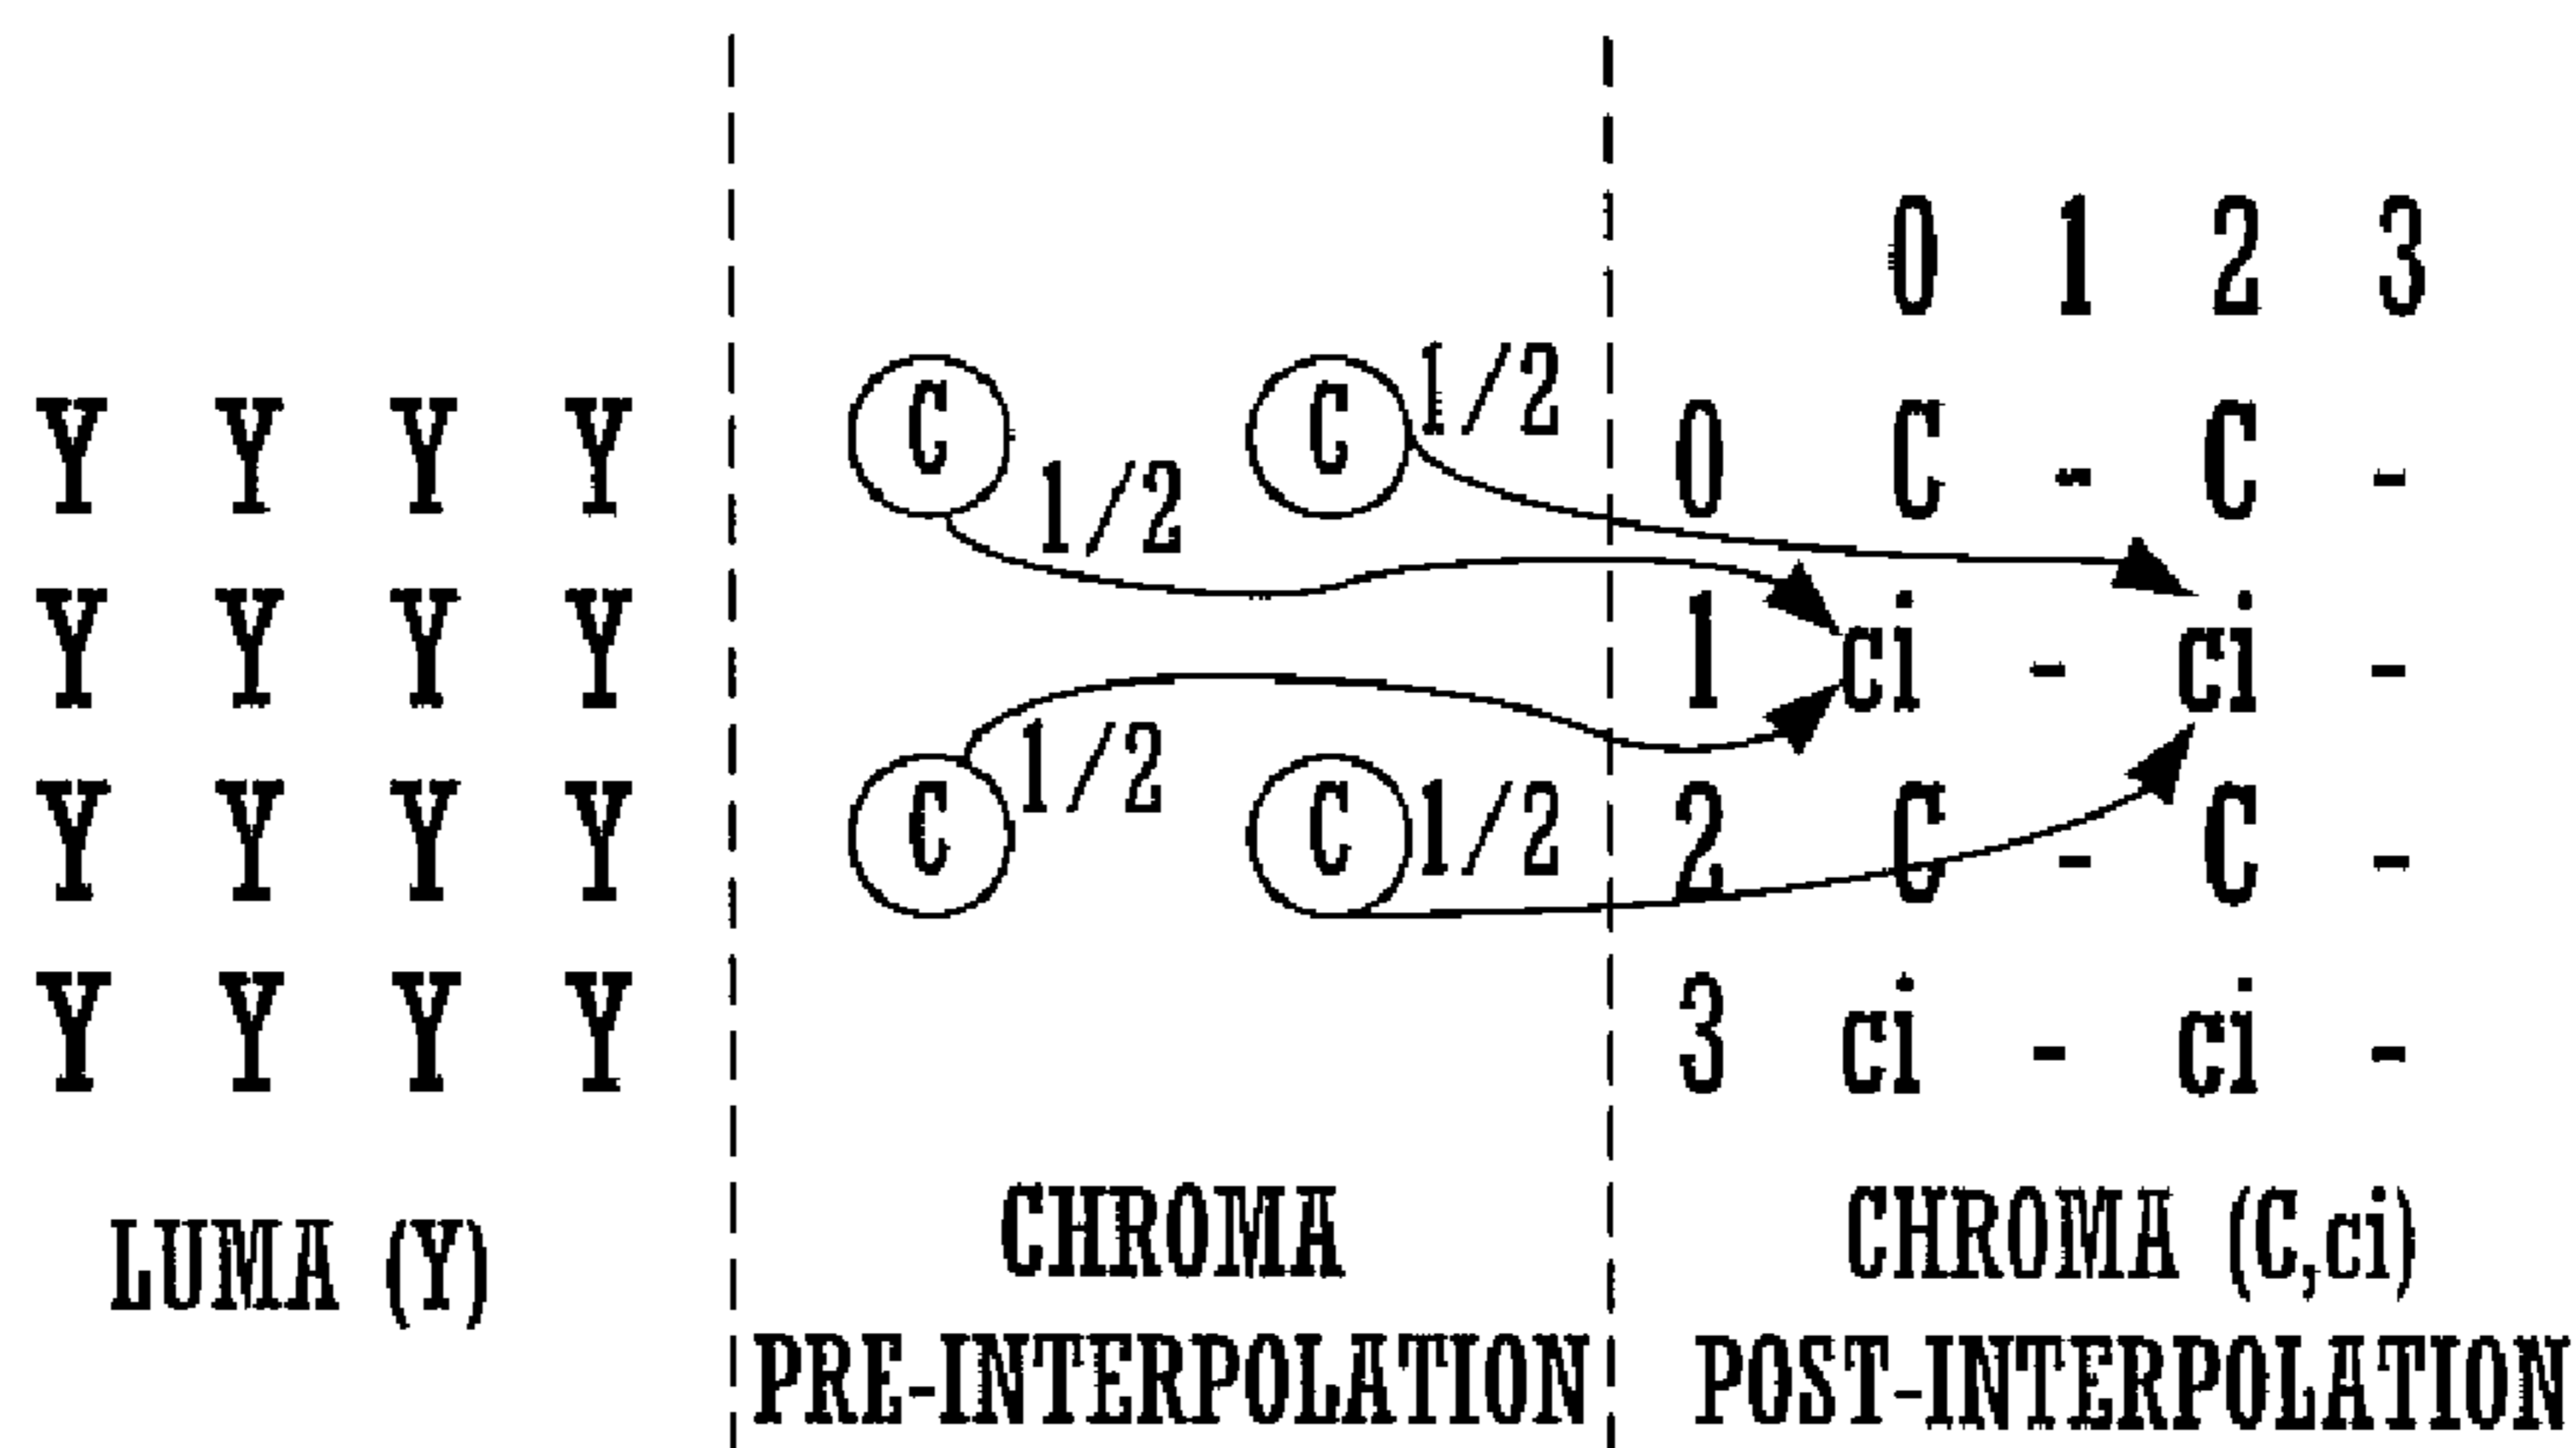 0 1 2 3
Y Y Y Y C 1/2 C 1/2 0 C - C -
Y Y Y Y 1 ci - ci -
Y Y Y Y C 1/2 C 1/2 2 C - C -
Y Y Y Y 3 ci - ci -
LUMA (Y)
CHROMA
PRE-INTERPOLATION
CHROMA (C,ci)
POST-INTERPOLATION